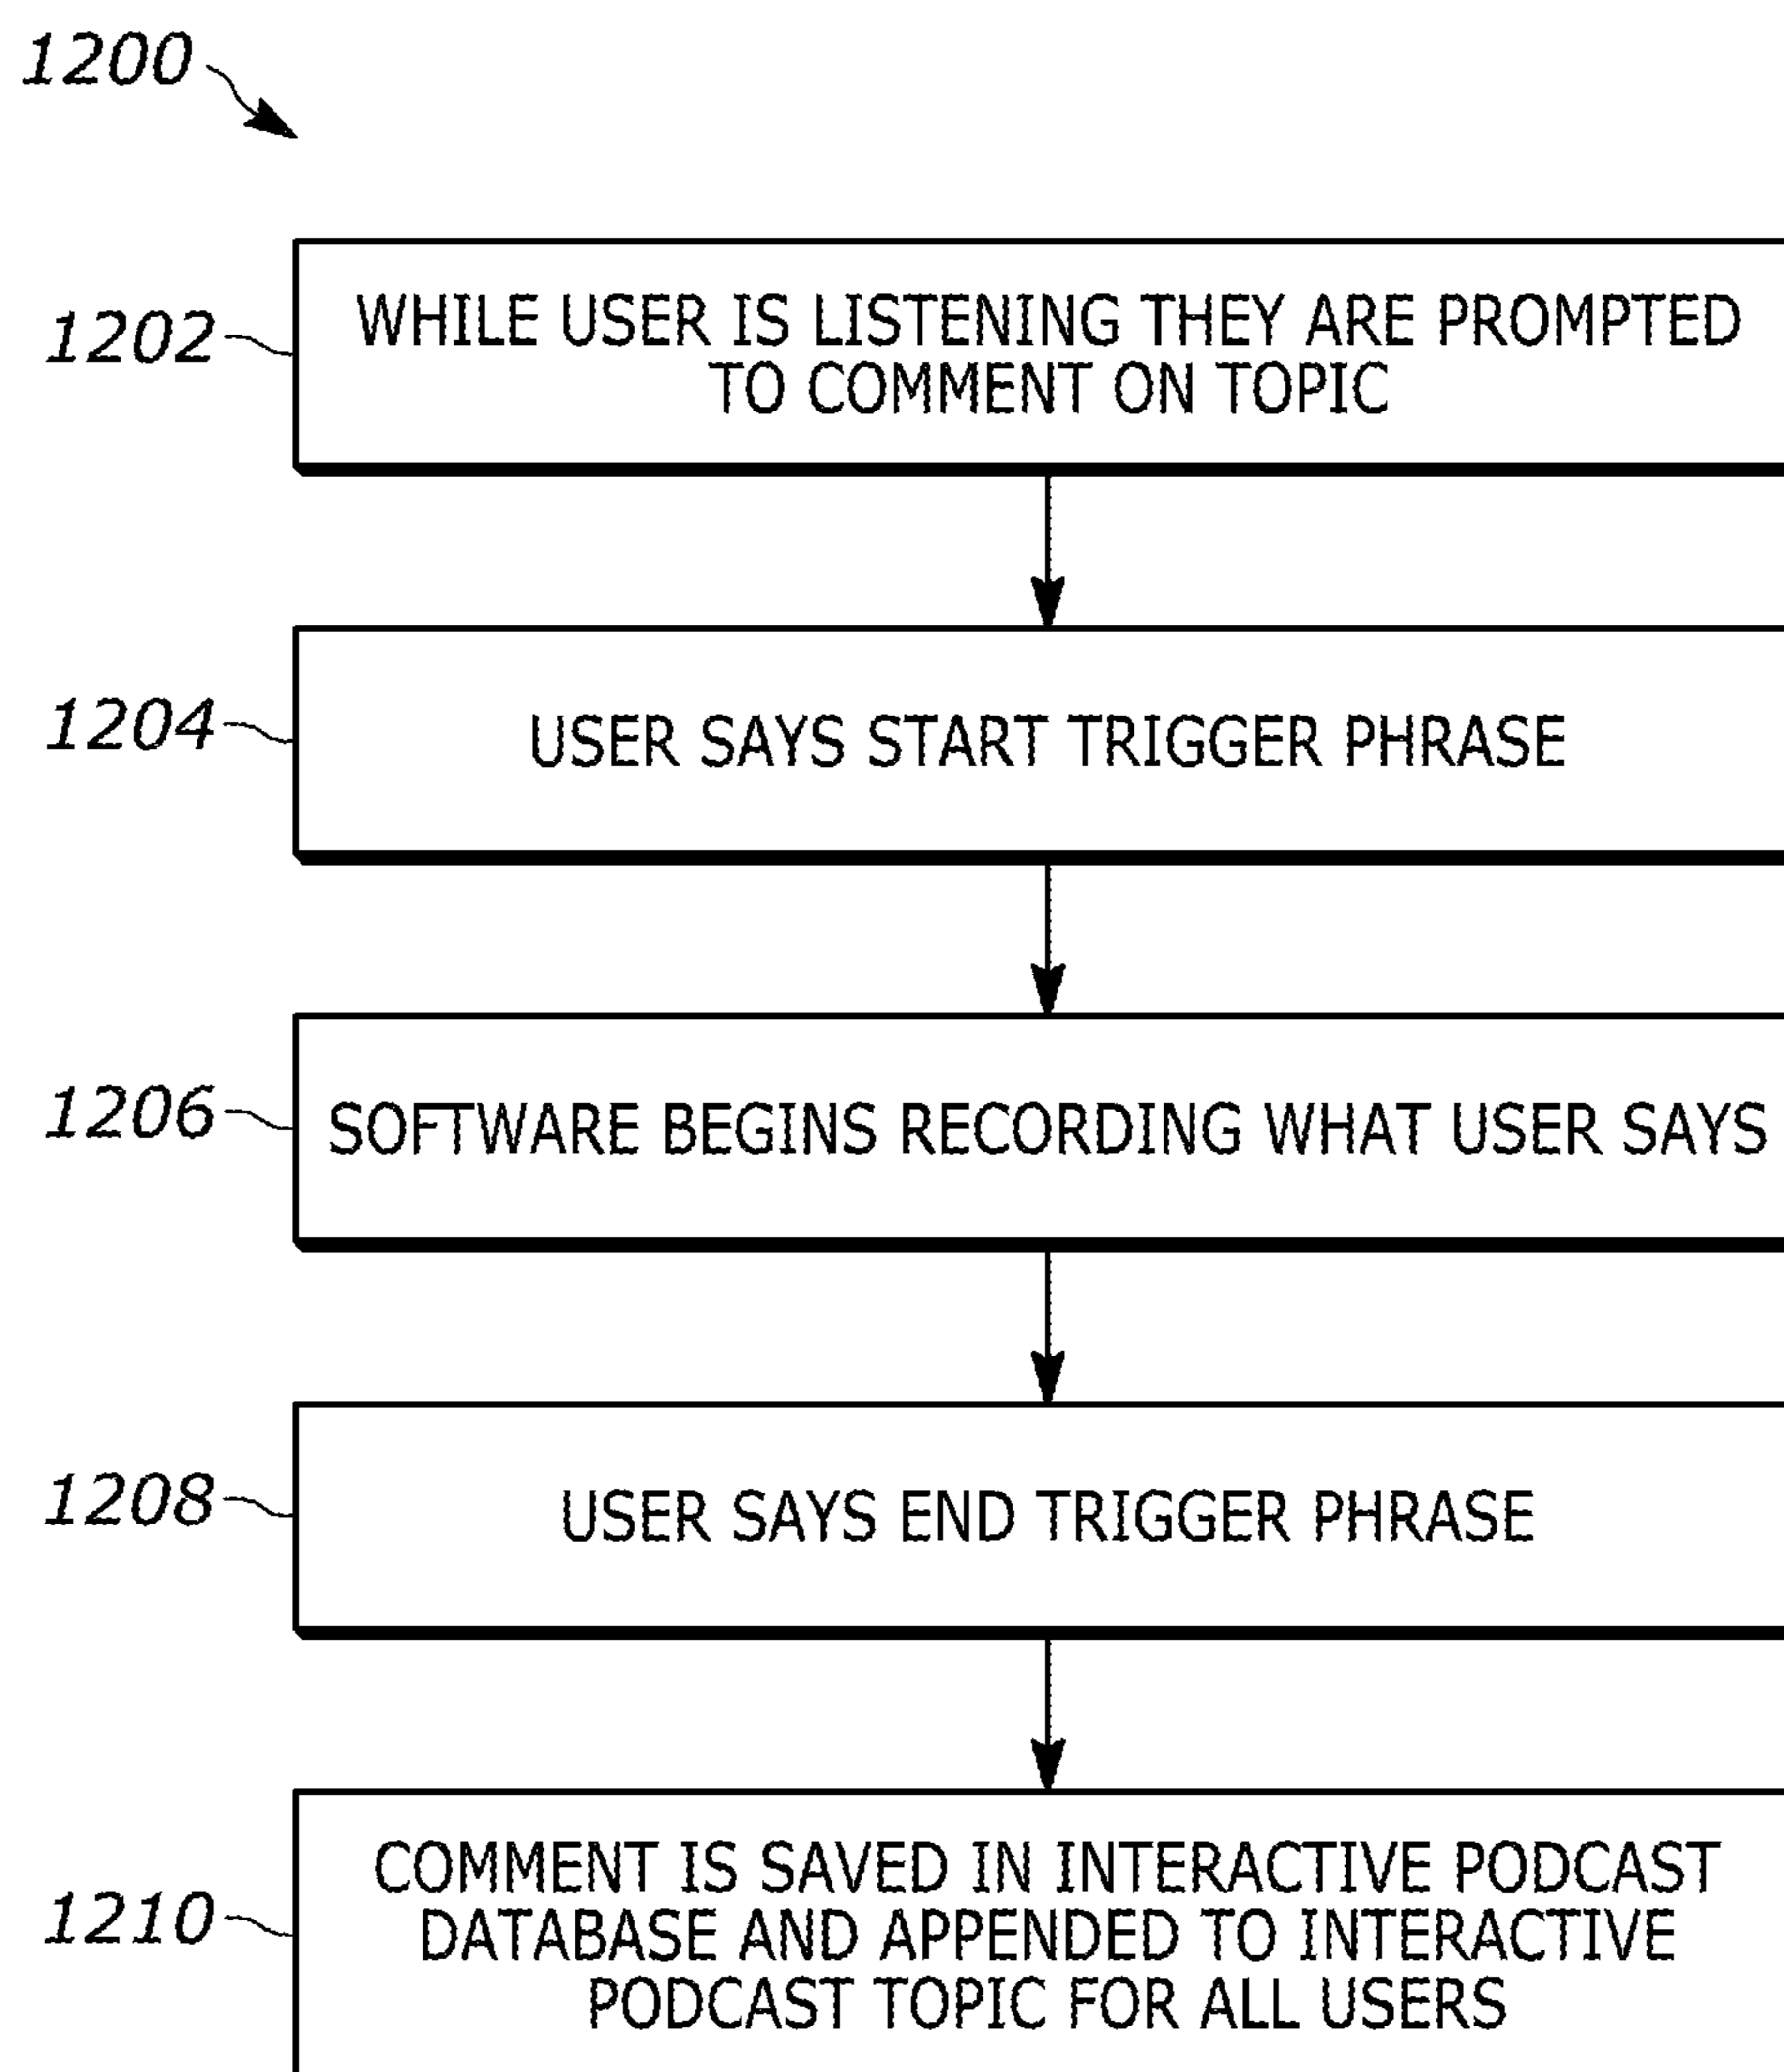 1200
1202
WHILE USER IS LISTENING THEY ARE PROMPTED
TO COMMENT ON TOPIC
1204
USER SAYS START TRIGGER PHRASE
1206
SOFTWARE BEGINS RECORDING WHAT USER SAYS
1208
USER SAYS END TRIGGER PHRASE
1210
COMMENT IS SAVED IN INTERACTIVE PODCAST
DATABASE AND APPENDED TO INTERACTIVE
PODCAST TOPIC FOR ALL USERS